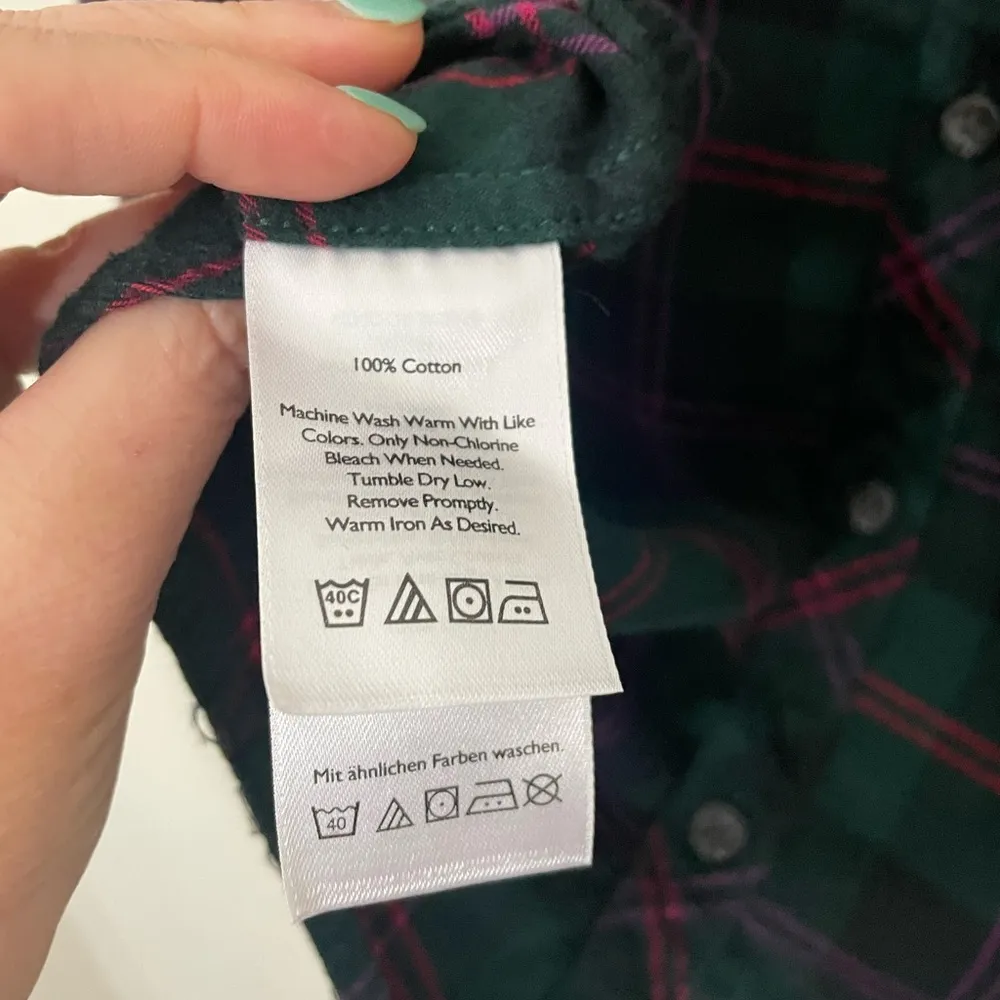 100% Cotton
Machine Wash Warm With Like
Colors. Only Non-Chlorine
Bleach When Needed.
Tumble Dry Low.
Remove Promptly.
Warm Iron As Desired.
40C
Mit ähnlichen Farben waschen.
40